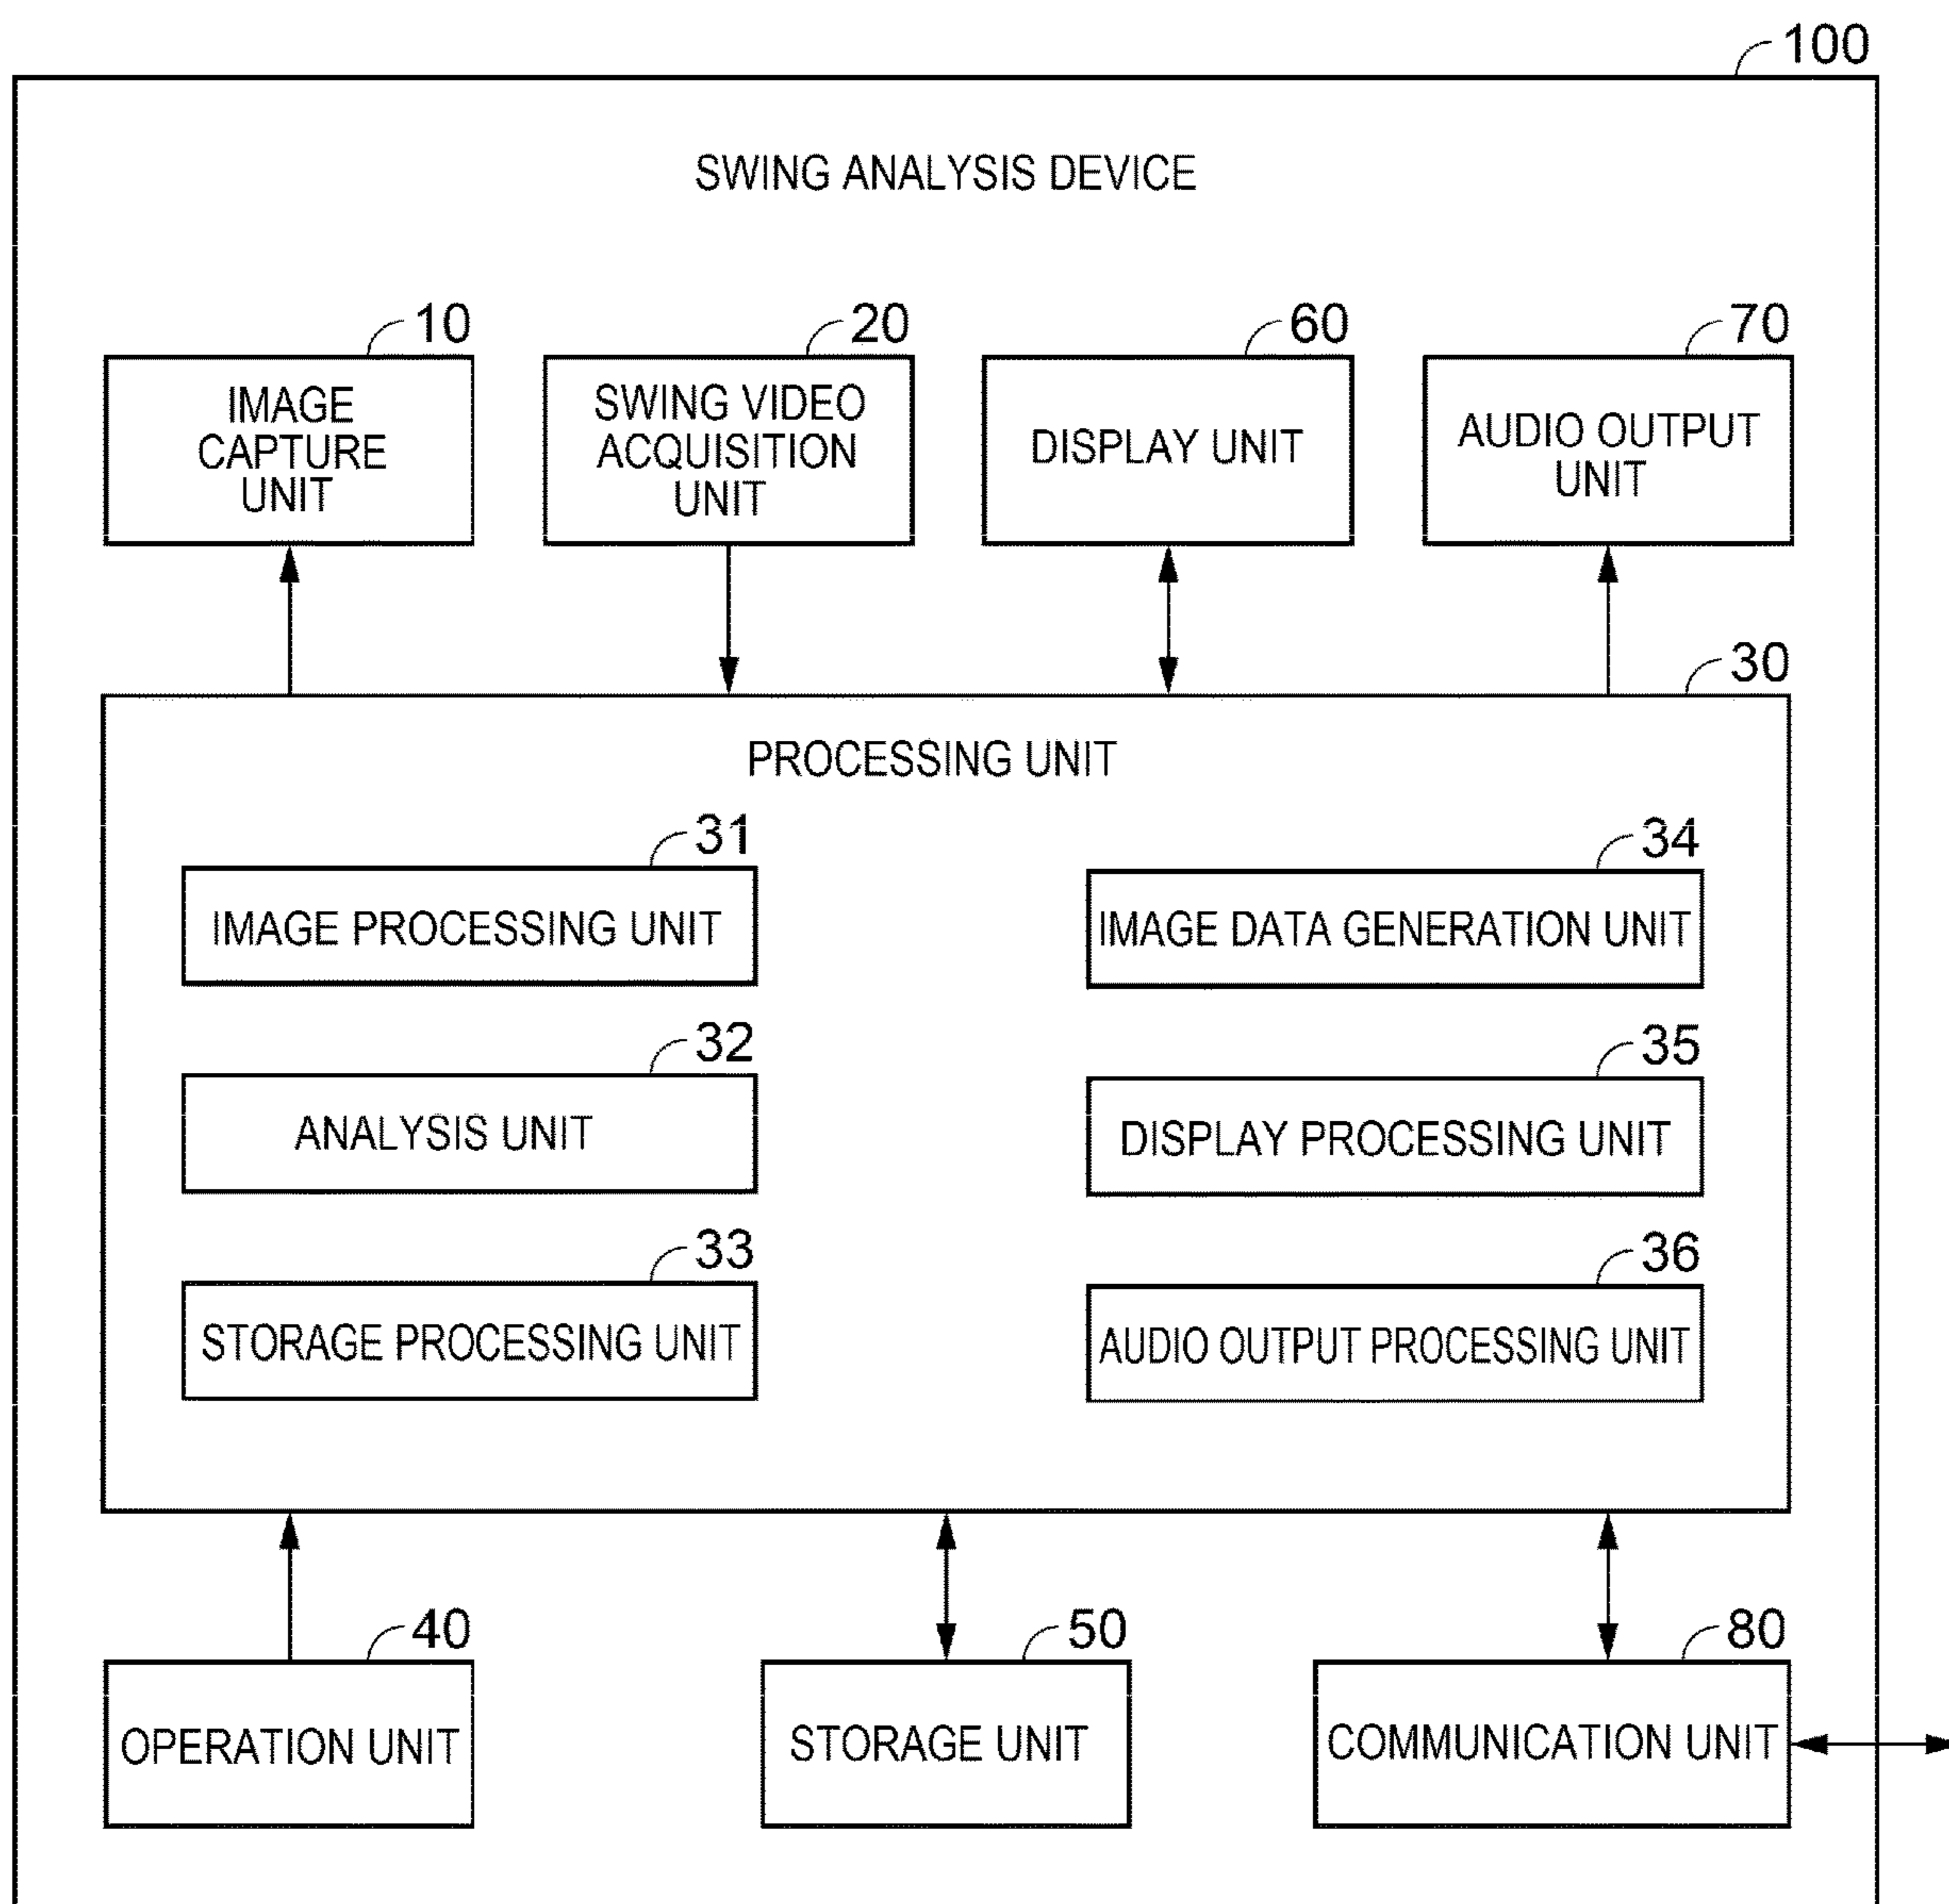 100
SWING ANALYSIS DEVICE
10
20
60
70
IMAGE
CAPTURE
UNIT
SWING VIDEO
ACQUISITION
UNIT
DISPLAY UNIT
AUDIO OUTPUT
UNIT
30
PROCESSING UNIT
31
34
IMAGE PROCESSING UNIT
IMAGE DATA GENERATION UNIT
32
35
ANALYSIS UNIT
DISPLAY PROCESSING UNIT
33
36
STORAGE PROCESSING UNIT
AUDIO OUTPUT PROCESSING UNIT
40
50
80
OPERATION UNIT
STORAGE UNIT
COMMUNICATION UNIT